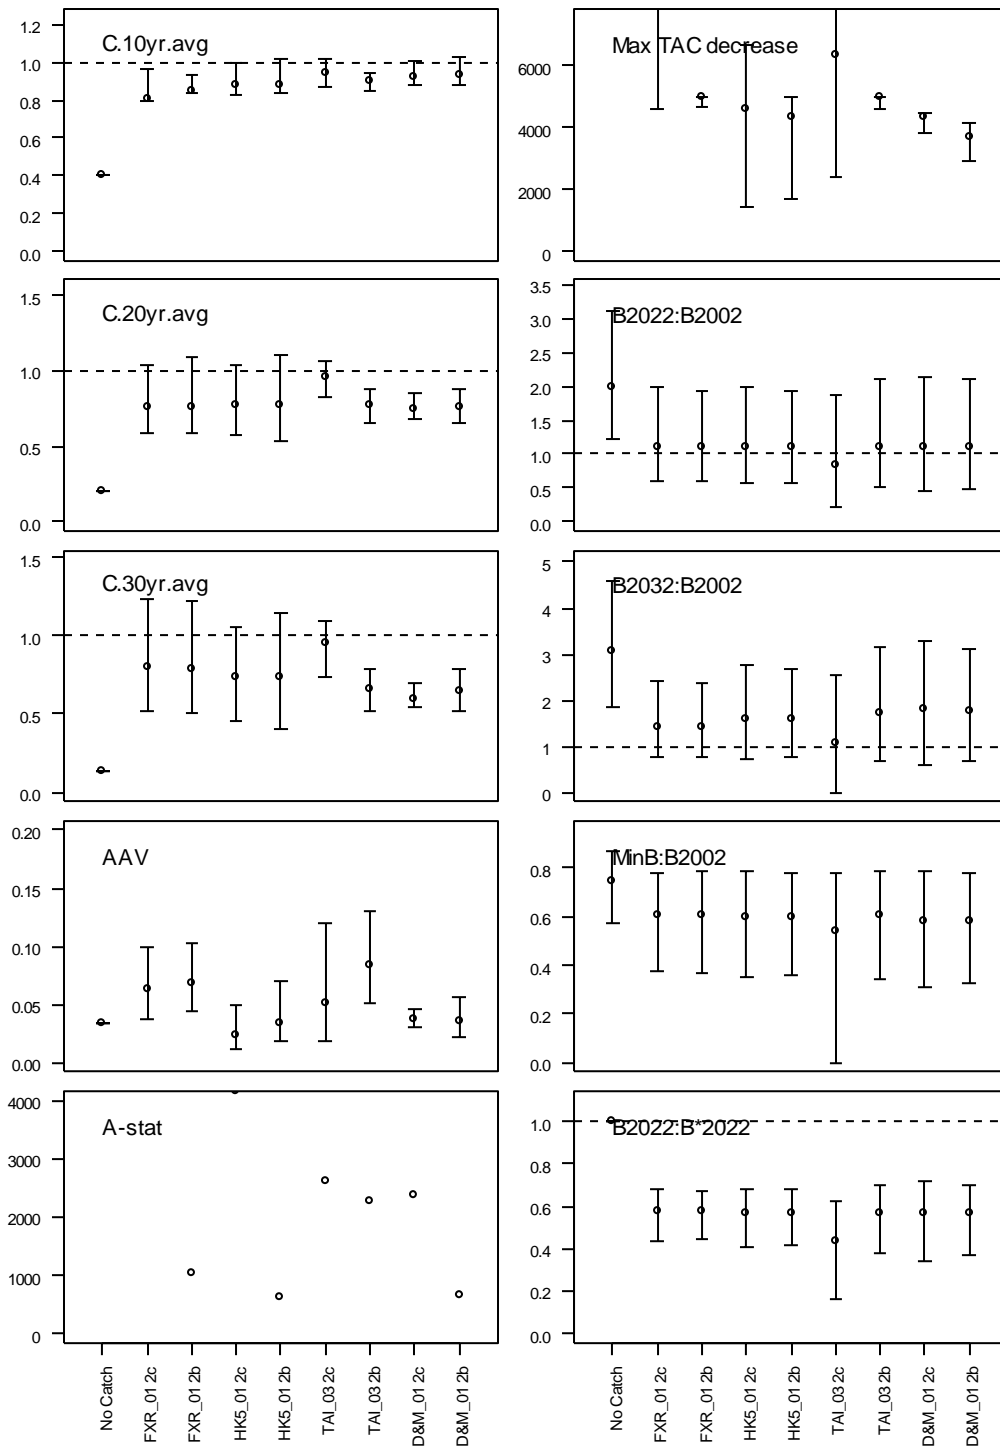 C.10yr.avg
1.2
1.0
0.8
0.6
0.4
0.2
0.0
Max TAC decrease
6000
4000
2000
0
C.20yr.avg
1.5
1.0
0.5
0.0
B2022:B2002
3.5
3.0
2.5
2.0
1.5
1.0
0.5
0.0
C.30yr.avg
1.5
1.0
0.5
0.0
B2032:B2002
5
4
3
2
1
0
AAV
0.20
0.15
0.10
0.05
0.00
MinB:B2002
0.8
0.6
0.4
0.2
0.0
A-stat
4000
3000
2000
1000
0
B2022:B*2022
1.0
0.8
0.6
0.4
0.2
0.0
No Catch
FXR_01 2c
FXR_01 2b
HK5_01 2c
HK5_01 2b
TAI_03 2c
TAI_03 2b
D&M_01 2c
D&M_01 2b
No Catch
FXR_01 2c
FXR_01 2b
HK5_01 2c
HK5_01 2b
TAI_03 2c
TAI_03 2b
D&M_01 2c
D&M_01 2b